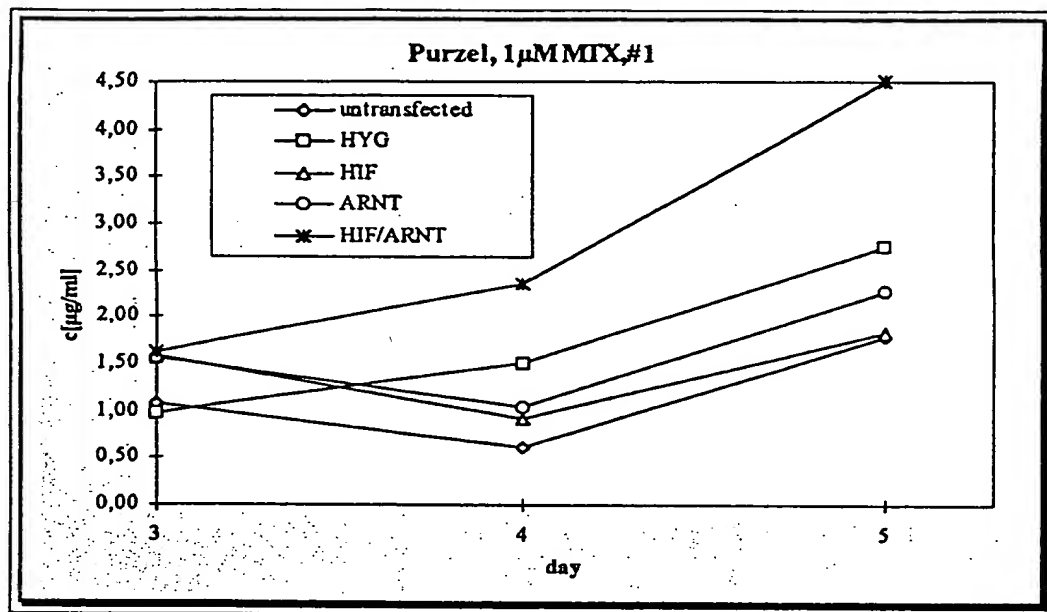 Purzel, 1µM MTX,#1
4,50
4,00
3,50
3,00
2,50
2,00
1,50
1,00
0,50
0,00
c[µg/ml]
untransfected
HYG
HIF
ARNT
HIF/ARNT
3
4
5
day